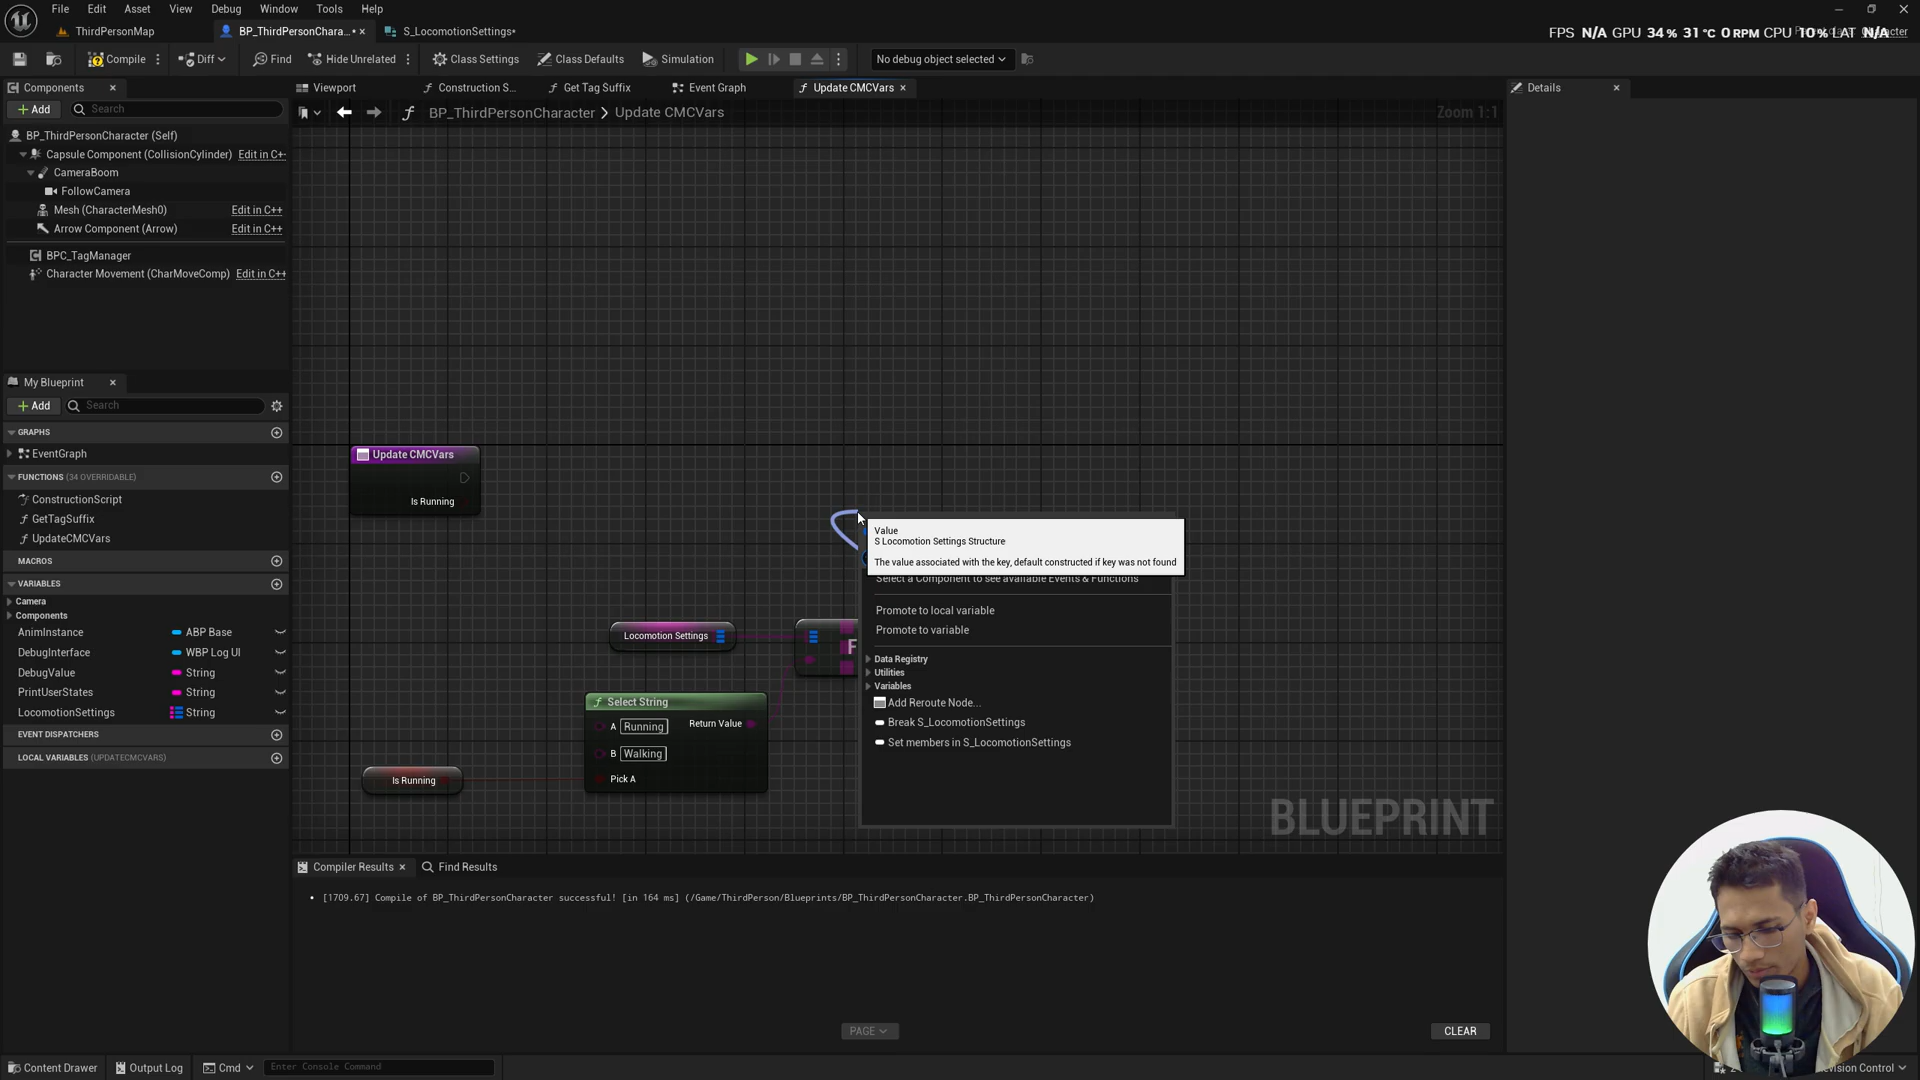 File Edit Asset View Debug Window Tools Help
ThirdPersonMap
BP_ThirdPersonChara...•
S_LocomotionSettings•
FPS N/A GPU 34 % 31 °C 0 RPM CPU 10 % LAT N/A
Compile
Diff
Find
Hide Unrelated
Class Settings
Class Defaults
Simulation
No debug object selected
Components
Add
Search
BP_ThirdPersonCharacter (Self)
Capsule Component (CollisionCylinder) Edit in C++
CameraBoom
FollowCamera
Mesh (CharacterMesh0) Edit in C++
Arrow Component (Arrow) Edit in C++
BPC_TagManager
Character Movement (CharMoveComp) Edit in C++
My Blueprint
Add
Search
GRAPHS
EventGraph
FUNCTIONS (34 OVERRIDABLE)
ConstructionScript
GetTagSuffix
UpdateCMCVars
MACROS
VARIABLES
Camera
Components
AnimInstance ABP Base
DebugInterface WBP Log UI
DebugValue String
PrintUserStates String
LocomotionSettings String
EVENT DISPATCHERS
LOCAL VARIABLES (UPDATECMCVARS)
Viewport
Construction S...
Get Tag Suffix
Event Graph
Update CMCVars
BP_ThirdPersonCharacter > Update CMCVars
Zoom 1:1
Update CMCVars
Is Running
Locomotion Settings
F
Select String
A Running Return Value
B Walking
Pick A
Is Running
Value
S Locomotion Settings Structure
The value associated with the key, default constructed if key was not found
Select a Component to see available Events & Functions
Promote to local variable
Promote to variable
Data Registry
Utilities
Variables
Add Reroute Node...
Break S_LocomotionSettings
Set members in S_LocomotionSettings
BLUEPRINT
Details
Compiler Results
Find Results
• [1709.67] Compile of BP_ThirdPersonCharacter successful! [in 164 ms] (/Game/ThirdPerson/Blueprints/BP_ThirdPersonCharacter.BP_ThirdPersonCharacter)
PAGE
CLEAR
Content Drawer
Output Log
Cmd
Enter Console Command
evision Control